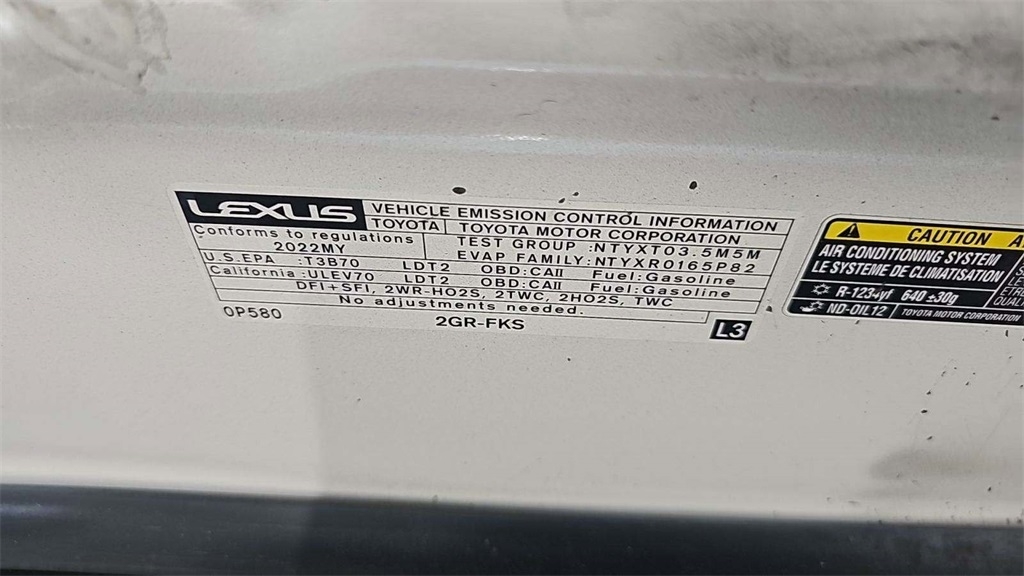 LEXUS VEHICLE EMISSION CONTROL INFORMATION
TOYOTA TOYOTA MOTOR CORPORATION
Conforms to regulations TEST GROUP :NTYXT03.5M5M
2022MY EVAP FAMILY:NTYXR0165P82
U.S.EPA :T3B70 LDT2 OBD:CAII Fuel:Gasoline
California :ULEV70 LDT2 OBD:CAII Fuel:Gasoline
DFI+SFI, 2WR-HO2S, 2TWC, 2HO2S, TWC
No adjustments needed.
0P580 2GR-FKS L3
CAUTION
AIR CONDITIONING SYSTEM
LE SYSTEME DE CLIMATISATION
640 ±30g
ND-OIL12 TOYOTA MOTOR CORPORATION